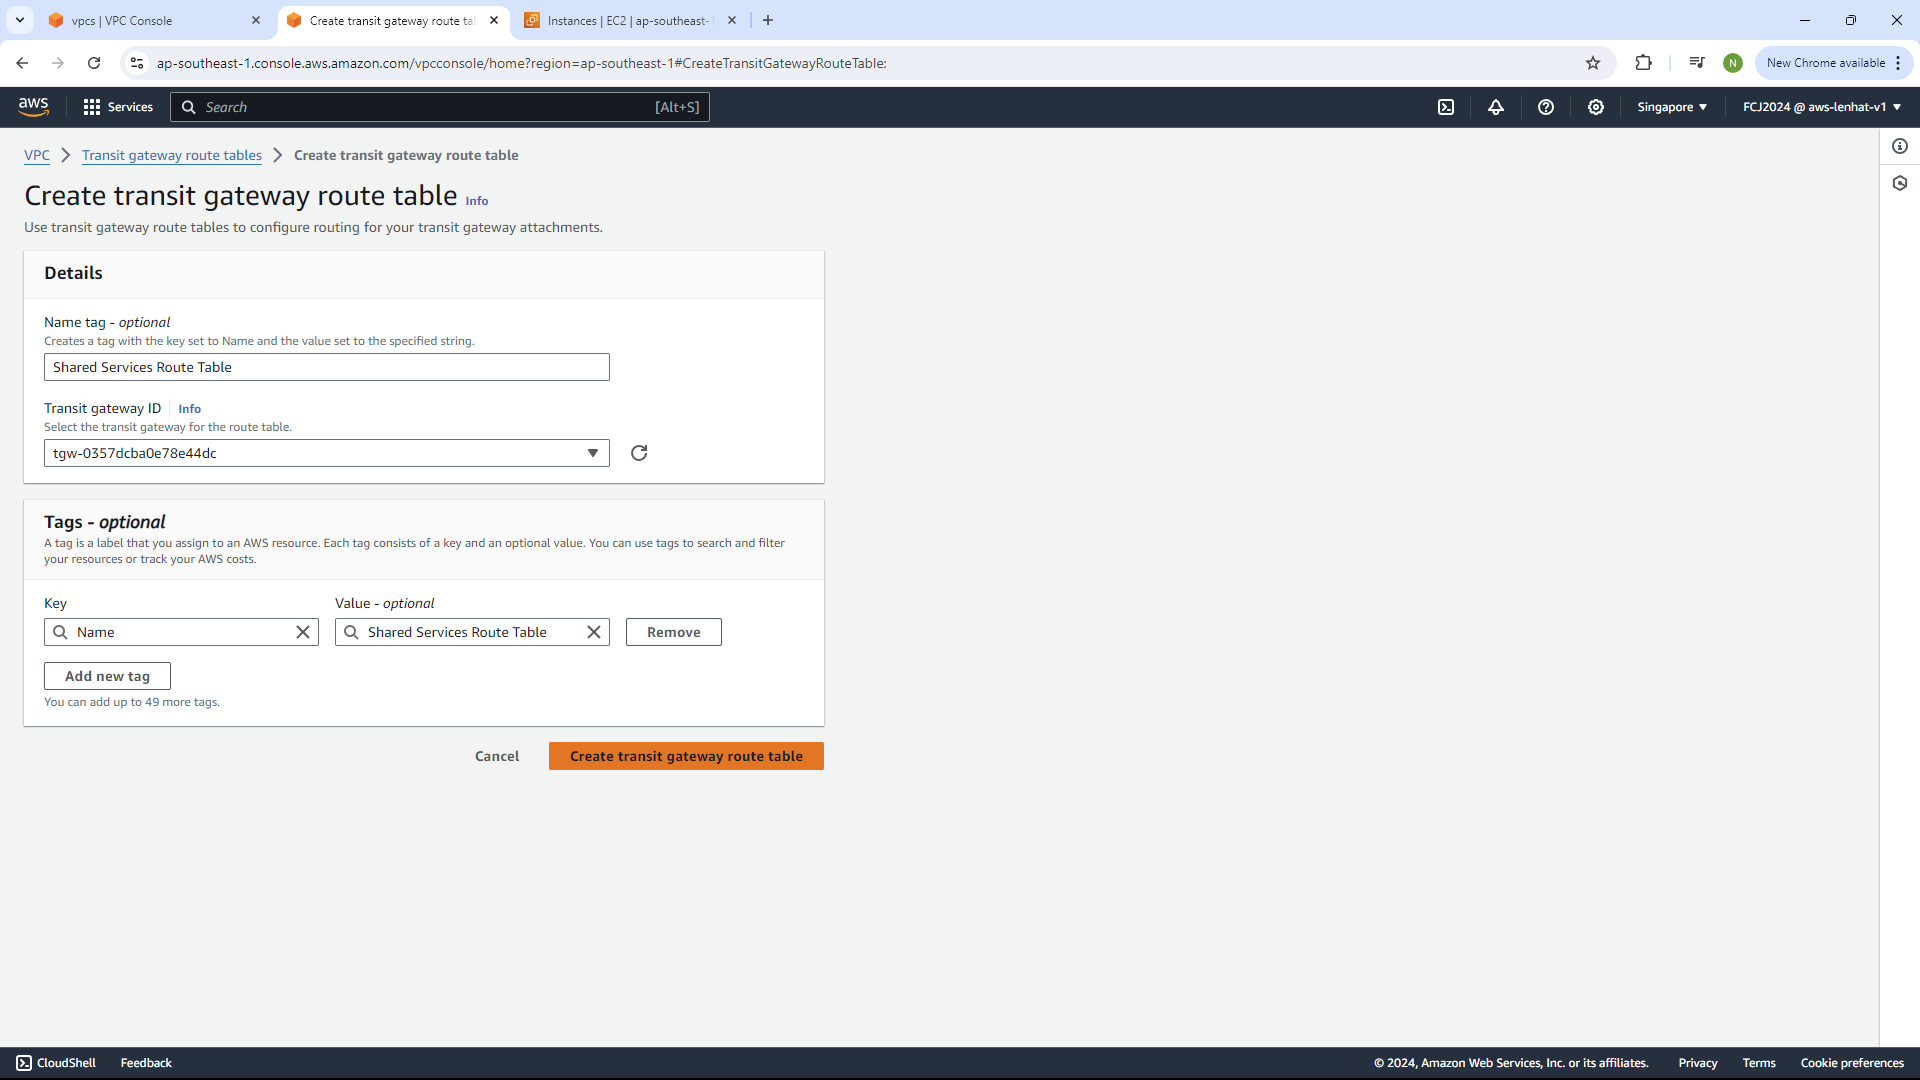 vpcs | VPC Console
Create transit gateway route tab
Instances | EC2 | ap-southeast-1
ap-southeast-1.console.aws.amazon.com/vpcconsole/home?region=ap-southeast-1#CreateTransitGatewayRouteTable:
N
New Chrome available
aws
Services
Search
[Alt+S]
Singapore
FCJ2024 @ aws-lenhat-v1
VPC
Transit gateway route tables
Create transit gateway route table
Create transit gateway route table Info
Use transit gateway route tables to configure routing for your transit gateway attachments.
Details
Name tag - optional
Creates a tag with the key set to Name and the value set to the specified string.
Shared Services Route Table
Transit gateway ID Info
Select the transit gateway for the route table.
tgw-0357dcba0e78e44dc
Tags - optional
A tag is a label that you assign to an AWS resource. Each tag consists of a key and an optional value. You can use tags to search and filter
your resources or track your AWS costs.
Key
Value - optional
Name
Shared Services Route Table
Remove
Add new tag
You can add up to 49 more tags.
Cancel
Create transit gateway route table
CloudShell
Feedback
© 2024, Amazon Web Services, Inc. or its affiliates.
Privacy
Terms
Cookie preferences